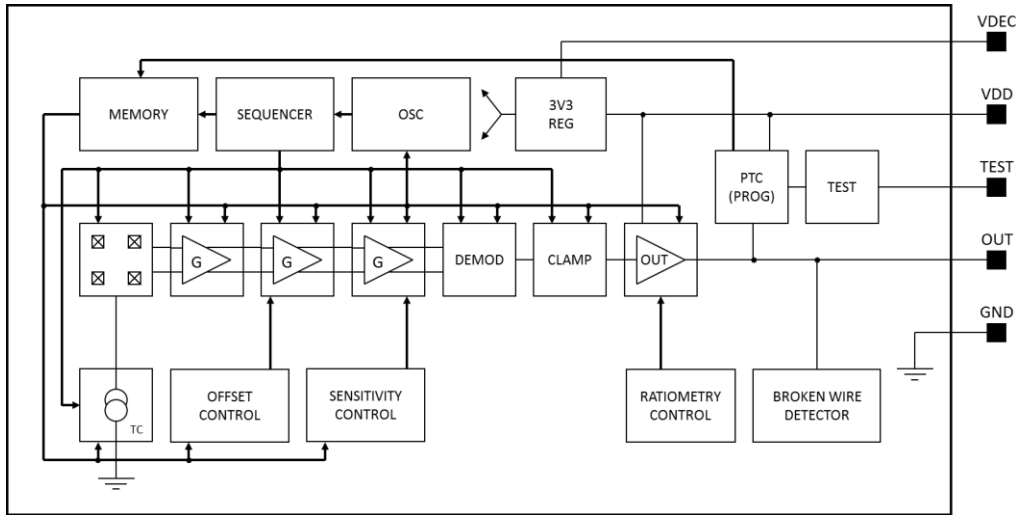 VDEC
MEMORY
SEQUENCER
OSC
3V3
REG
VDD
PTC
(PROG)
TEST
TEST
G
G
G
DEMOD
CLAMP
OUT
OUT
GND
TC
OFFSET
CONTROL
SENSITIVITY
CONTROL
RATIOMETRY
CONTROL
BROKEN WIRE
DETECTOR